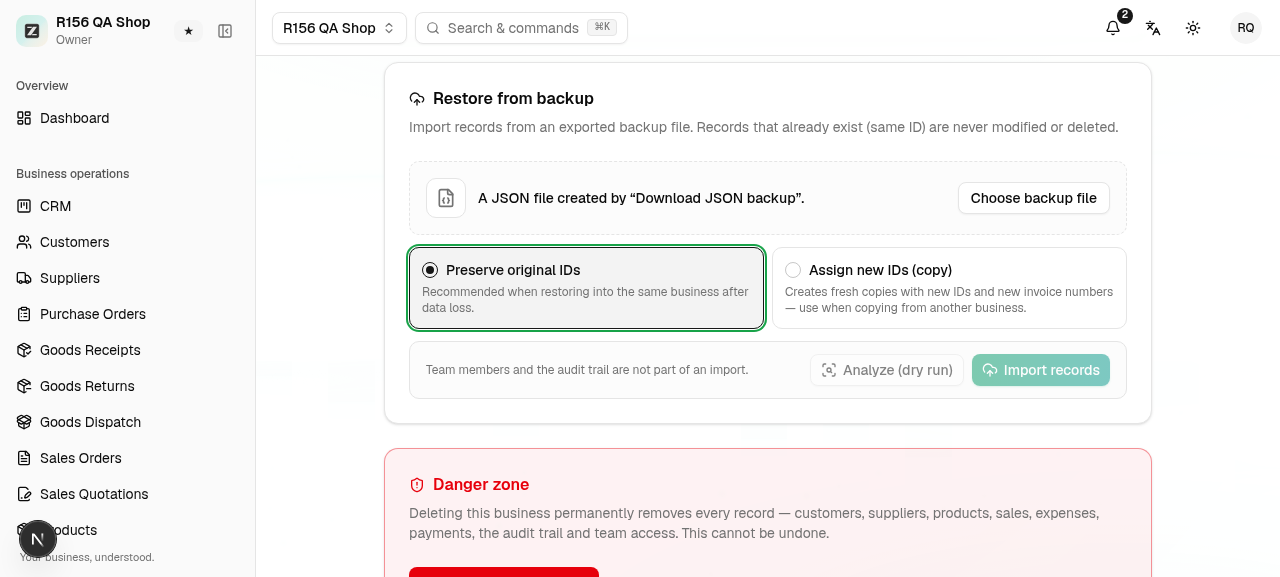 R156 QA Shop
Owner
R156 QA Shop
Search & commands
⌘K
2
RQ
Overview
Dashboard
Business operations
CRM
Customers
Suppliers
Purchase Orders
Goods Receipts
Goods Returns
Goods Dispatch
Sales Orders
Sales Quotations
oducts
Your business, understood.
N
Restore from backup
Import records from an exported backup file. Records that already exist (same ID) are never modified or deleted.
A JSON file created by “Download JSON backup”.
Choose backup file
Preserve original IDs
Recommended when restoring into the same business after
data loss.
Assign new IDs (copy)
Creates fresh copies with new IDs and new invoice numbers
— use when copying from another business.
Team members and the audit trail are not part of an import.
Analyze (dry run)
Import records
Danger zone
Deleting this business permanently removes every record — customers, suppliers, products, sales, expenses,
payments, the audit trail and team access. This cannot be undone.